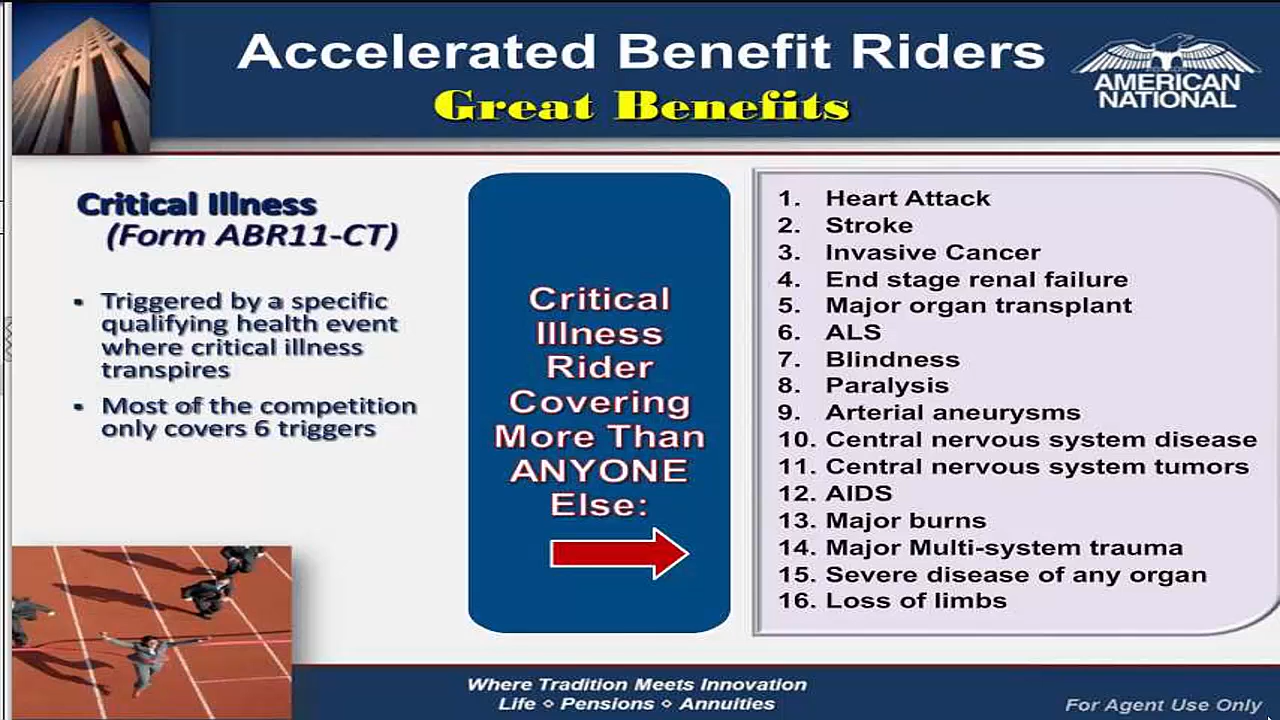 Accelerated Benefit Riders
Great Benefits
AMERICAN
NATIONAL
Critical Illness
(Form ABR11-CT)
▪ Triggered by a specific
qualifying health event
where critical illness
transpires
▪ Most of the competition
only covers 6 triggers
Critical
Illness
Rider
Covering
More Than
ANYONE
Else:
1. Heart Attack
2. Stroke
3. Invasive Cancer
4. End stage renal failure
5. Major organ transplant
6. ALS
7. Blindness
8. Paralysis
9. Arterial aneurysms
10. Central nervous system disease
11. Central nervous system tumors
12. AIDS
13. Major burns
14. Major Multi-system trauma
15. Severe disease of any organ
16. Loss of limbs
Where Tradition Meets Innovation
Life ⋄ Pensions ⋄ Annuities
For Agent Use Only